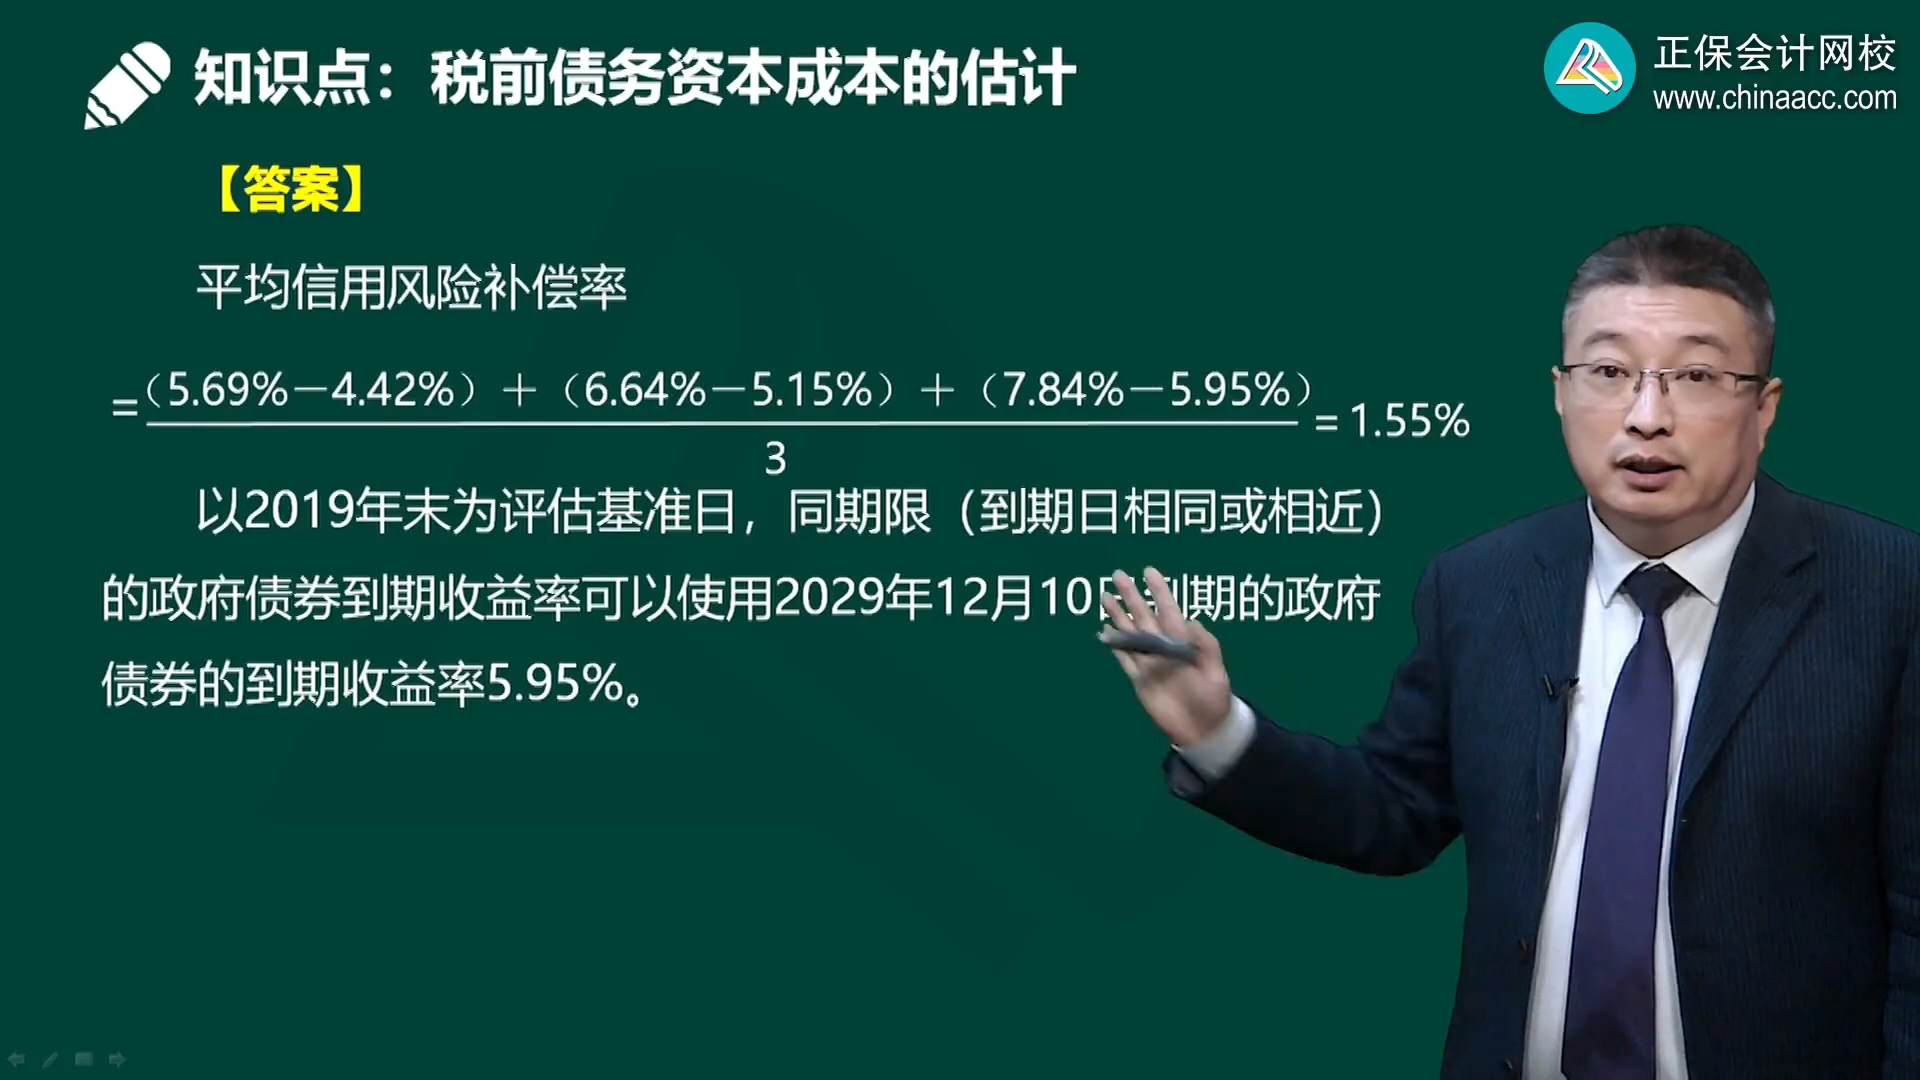 知识点：税前债务资本成本的估计
正保会计网校
www.chinaacc.com
【答案】
平均信用风险补偿率
=（5.69%－4.42%）＋（6.64%－5.15%）＋（7.84%－5.95%）
3
= 1.55%
以2019年末为评估基准日，同期限（到期日相同或相近）
的政府债券到期收益率可以使用2029年12月10日到期的政府
债券的到期收益率5.95%。